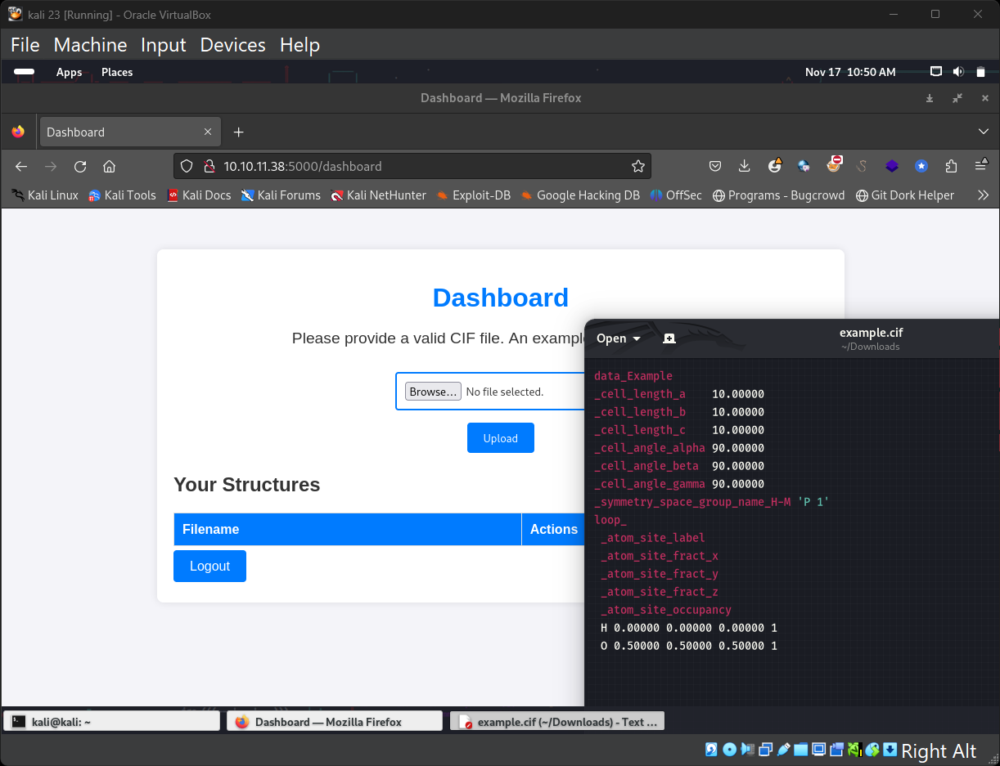 kali 23 [Running] - Oracle VirtualBox
File Machine Input Devices Help
Apps Places Nov 17 10:50 AM
Dashboard — Mozilla Firefox
Dashboard
10.10.11.38:5000/dashboard
Kali Linux Kali Tools Kali Docs Kali Forums Kali NetHunter Exploit-DB Google Hacking DB OffSec Programs - Bugcrowd Git Dork Helper
Dashboard
Please provide a valid CIF file. An example
Browse... No file selected.
Upload
Your Structures
Filename Actions
Logout
Open
example.cif
~/Downloads
data_Example
_cell_length_a 10.00000
_cell_length_b 10.00000
_cell_length_c 10.00000
_cell_angle_alpha 90.00000
_cell_angle_beta 90.00000
_cell_angle_gamma 90.00000
_symmetry_space_group_name_H-M 'P 1'
loop_
_atom_site_label
_atom_site_fract_x
_atom_site_fract_y
_atom_site_fract_z
_atom_site_occupancy
H 0.00000 0.00000 0.00000 1
O 0.50000 0.50000 0.50000 1
kali@kali: ~ Dashboard — Mozilla Firefox example.cif (~/Downloads) - Text ...
Right Alt